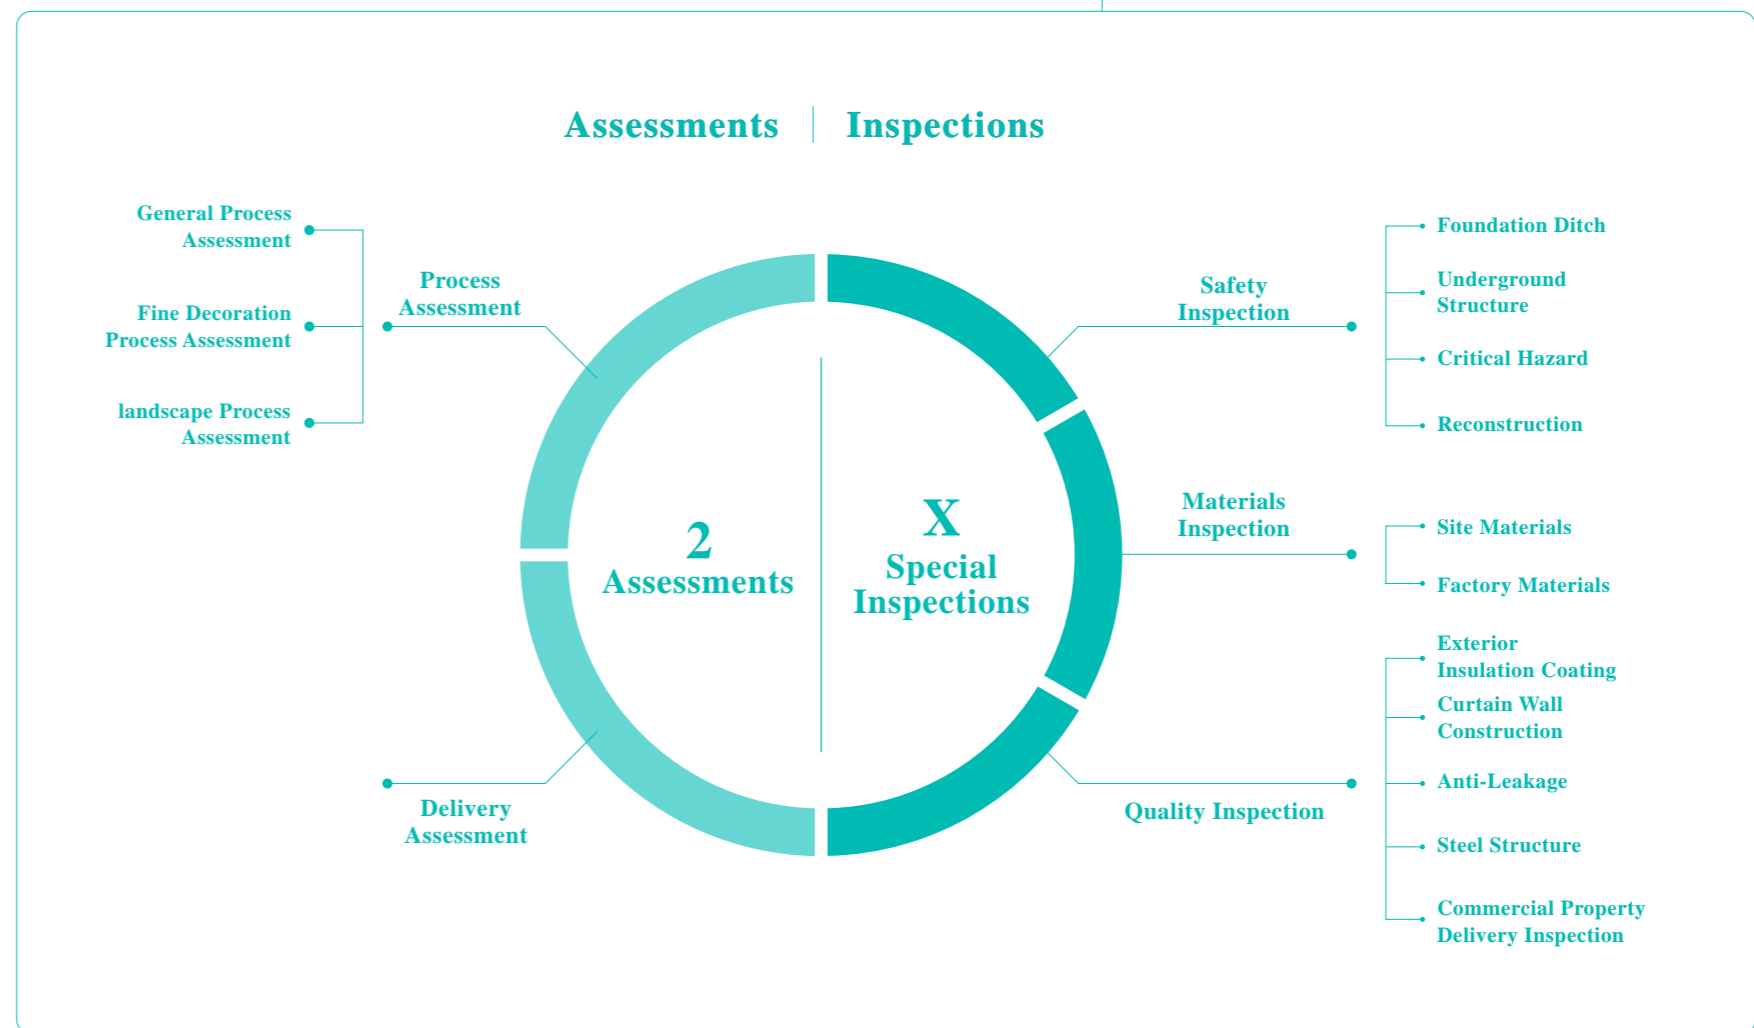 Assessments
Inspections
General Process
Assessment
Fine Decoration
Process Assessment
landscape Process
Assessment
Process
Assessment
Delivery
Assessment
2
Assessments
X
Special
Inspections
Safety
Inspection
Foundation Ditch
Underground
Structure
Critical Hazard
Reconstruction
Materials
Inspection
Site Materials
Factory Materials
Quality Inspection
Exterior
Insulation Coating
Curtain Wall
Construction
Anti-Leakage
Steel Structure
Commercial Property
Delivery Inspection